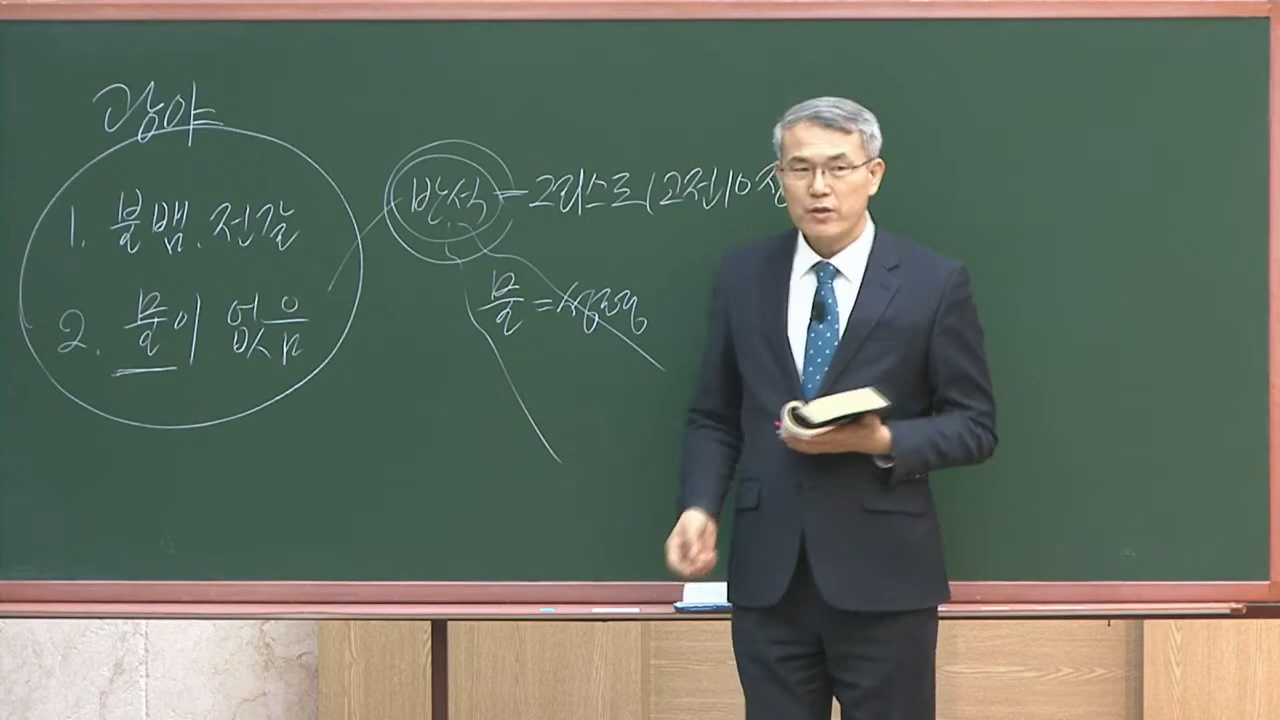 광야
1. 불뱀, 전갈
2. 물이 없음
반석 = 그리스도 (고전 10장
물 = 성령